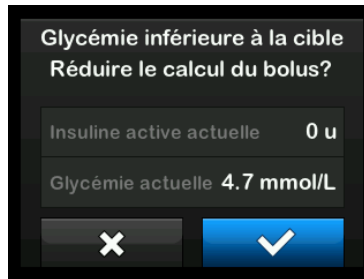 Glycémie inférieure à la cible
Réduire le calcul du bolus?
Insuline active actuelle 0 u
Glycémie actuelle 4.7 mmol/L